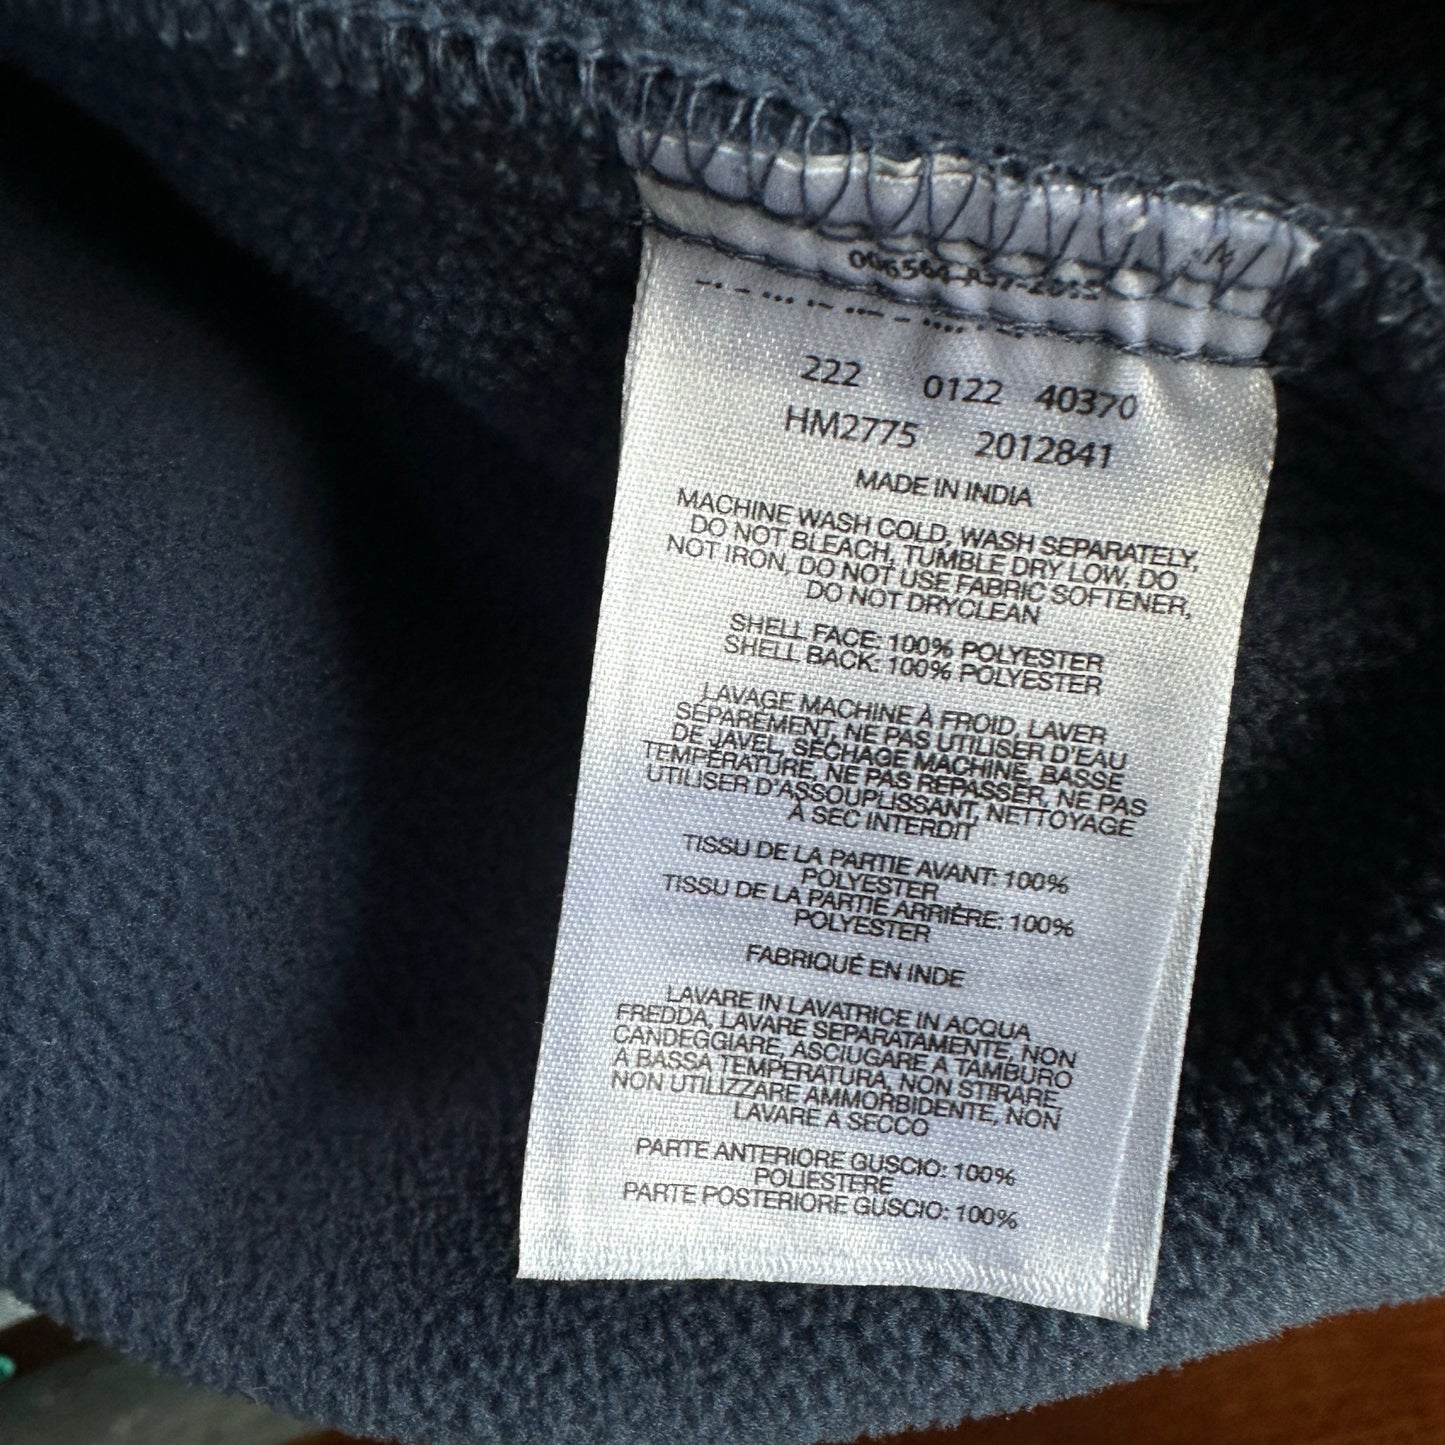 222 0122 40370
HM2775 2012841
MADE IN INDIA
MACHINE WASH COLD, WASH SEPARATELY,
DO NOT BLEACH, TUMBLE DRY LOW, DO
NOT IRON, DO NOT USE FABRIC SOFTENER,
DO NOT DRYCLEAN
SHELL FACE: 100% POLYESTER
SHELL BACK: 100% POLYESTER
LAVAGE MACHINE À FROID, LAVER
SÉPARÉMENT, NE PAS UTILISER D'EAU
DE JAVEL, SÉCHAGE MACHINE, BASSE
TEMPÉRATURE, NE PAS REPASSER, NE PAS
UTILISER D'ASSOUPLISSANT, NETTOYAGE
À SEC INTERDIT
TISSU DE LA PARTIE AVANT: 100%
POLYESTER
TISSU DE LA PARTIE ARRIÈRE: 100%
POLYESTER
FABRIQUÉ EN INDE
LAVARE IN LAVATRICE IN ACQUA
FREDDA, LAVARE SEPARATAMENTE, NON
CANDEGGIARE, ASCIUGARE A TAMBURO
A BASSA TEMPERATURA, NON STIRARE,
NON UTILIZZARE AMMORBIDENTE, NON
LAVARE A SECCO
PARTE ANTERIORE GUSCIO: 100%
POLIESTERE
PARTE POSTERIORE GUSCIO: 100%